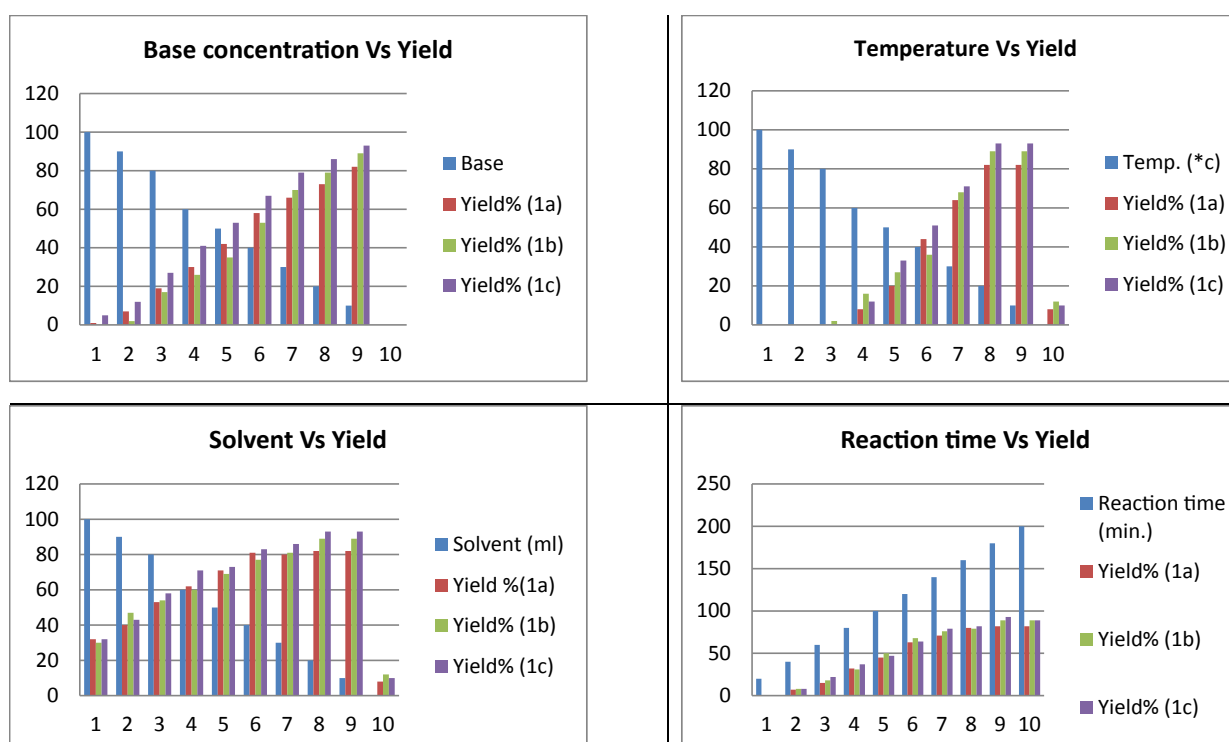 Base concentration Vs Yield
120
100
80
60
40
20
0
1 2 3 4 5 6 7 8 9 10
Base
Yield% (1a)
Yield% (1b)
Yield% (1c)
Temperature Vs Yield
120
100
80
60
40
20
0
1 2 3 4 5 6 7 8 9 10
Temp. (*c)
Yield% (1a)
Yield% (1b)
Yield% (1c)
Solvent Vs Yield
120
100
80
60
40
20
0
1 2 3 4 5 6 7 8 9 10
Solvent (ml)
Yield %(1a)
Yield% (1b)
Yield% (1c)
Reaction time Vs Yield
250
200
150
100
50
0
1 2 3 4 5 6 7 8 9 10
Reaction time
(min.)
Yield% (1a)
Yield% (1b)
Yield% (1c)